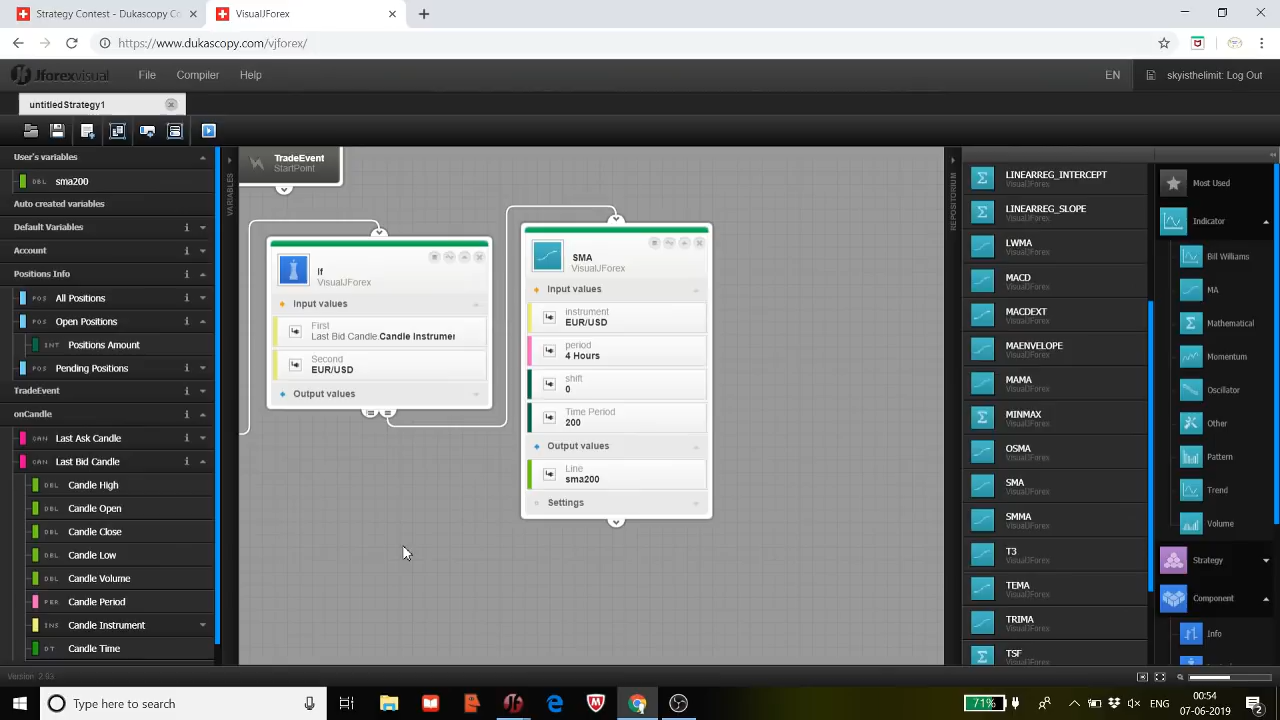 Strategy Contest - Dukascopy Co
VisualJForex
https://www.dukascopy.com/vjforex/
Jforexvisual
File
Compiler
Help
EN
skyisthelimit: Log Out
untitledStrategy1
User's variables
DBL sma200
Auto created variables
Default Variables
Account
Positions Info
POS All Positions
POS Open Positions
INT Positions Amount
POS Pending Positions
TradeEvent
onCandle
CAN Last Ask Candle
CAN Last Bid Candle
DBL Candle High
DBL Candle Open
DBL Candle Close
DBL Candle Low
DBL Candle Volume
PER Candle Period
INS Candle Instrument
DT Candle Time
VARIABLES
TradeEvent
StartPoint
If
VisualJForex
Input values
First
Last Bid Candle.Candle Instrumer
Second
EUR/USD
Output values
SMA
VisualJForex
Input values
instrument
EUR/USD
period
4 Hours
shift
0
Time Period
200
Output values
Line
sma200
Settings
REPOSITORIUM
LINEARREG_INTERCEPT
VisualJForex
LINEARREG_SLOPE
VisualJForex
LWMA
VisualJForex
MACD
VisualJForex
MACDEXT
VisualJForex
MAENVELOPE
VisualJForex
MAMA
VisualJForex
MINMAX
VisualJForex
OSMA
VisualJForex
SMA
VisualJForex
SMMA
VisualJForex
T3
VisualJForex
TEMA
VisualJForex
TRIMA
VisualJForex
TSF
VisualJForex
Most Used
Indicator
Bill Williams
MA
Mathematical
Momentum
Oscillator
Other
Pattern
Trend
Volume
Strategy
Component
Info
Version: 2.93
Type here to search
71%
ENG
00:54
07-06-2019
2